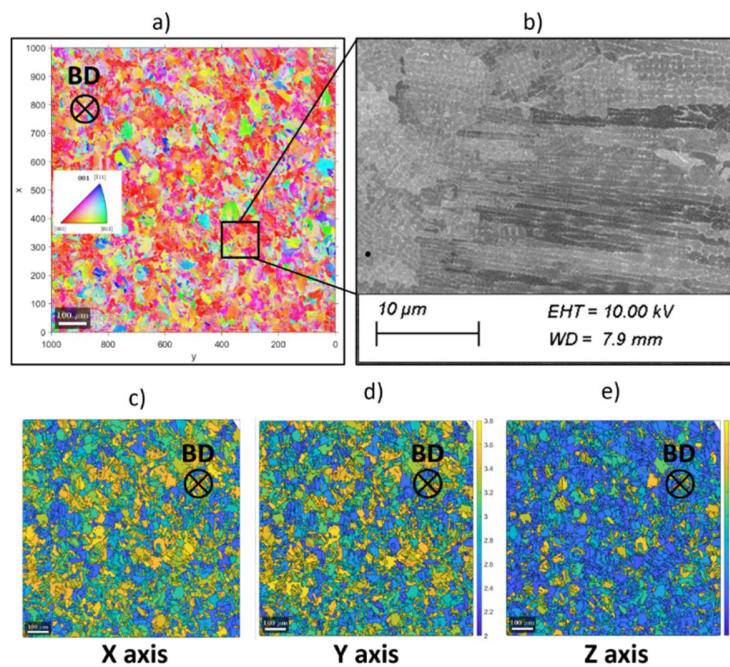 a)
b)
1000
900
800
700
600
500
400
300
200
100
0
x
BD
001
[001]
[011]
100 μm
1000 800 600 400 200 0
y
10 μm
EHT = 10.00 kV
WD = 7.9 mm
c)
d)
e)
BD
100 μm
X axis
BD
100 μm
Y axis
3.8
3.6
3.4
3.2
3
2.8
2.6
2.4
2.2
2
BD
100 μm
Z axis